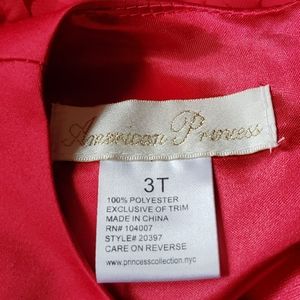 American Princess
3T
100% POLYESTER
EXCLUSIVE OF TRIM
MADE IN CHINA
RN# 104007
STYLE# 20397
CARE ON REVERSE
www.princesscollection.nyc